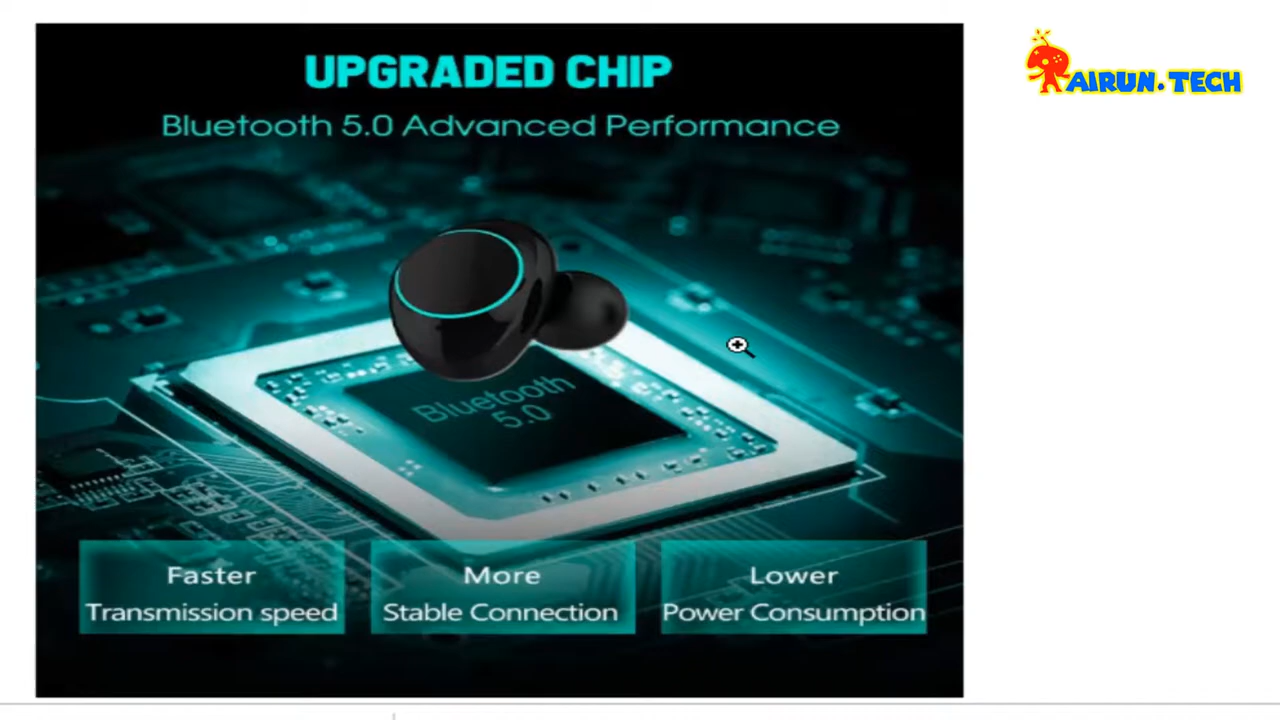 UPGRADED CHIP
Bluetooth 5.0 Advanced Performance
AIRUN.TECH
Bluetooth
5.0
Faster
Transmission speed
More
Stable Connection
Lower
Power Consumption